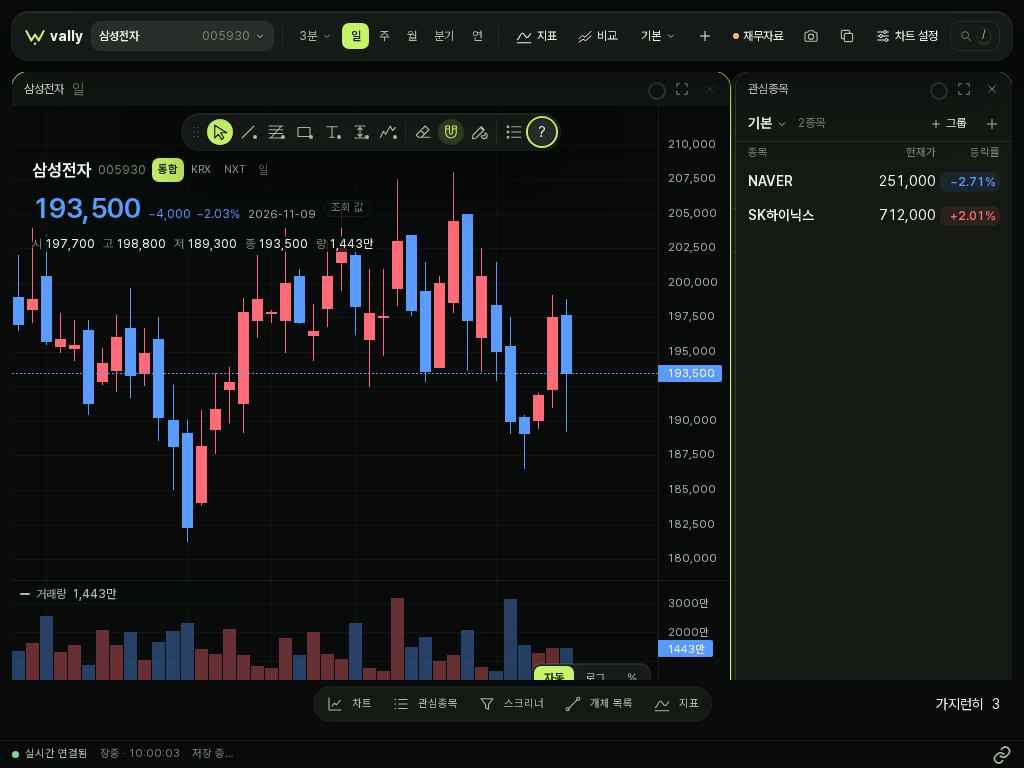 vally 삼성전자 005930 3분 일 주 월 분기 연 지표 비교 기본 재무자료 차트 설정 /
삼성전자 일
관심종목
기본 2종목 + 그룹
종목 현재가 등락률
NAVER 251,000 −2.71%
SK하이닉스 712,000 +2.01%
?
삼성전자 005930 통합 KRX NXT 일
193,500 −4,000 −2.03% 2026-11-09 조회 값
시 197,700 고 198,800 저 189,300 종 193,500 량 1,443만
210,000
207,500
205,000
202,500
200,000
197,500
195,000
193,500
190,000
187,500
185,000
182,500
180,000
거래량 1,443만
3000만
2000만
1443만
자동 로그 %
차트 관심종목 스크리너 개체 목록 지표
가지런히 3
실시간 연결됨 장중 · 10:00:03 저장 중…